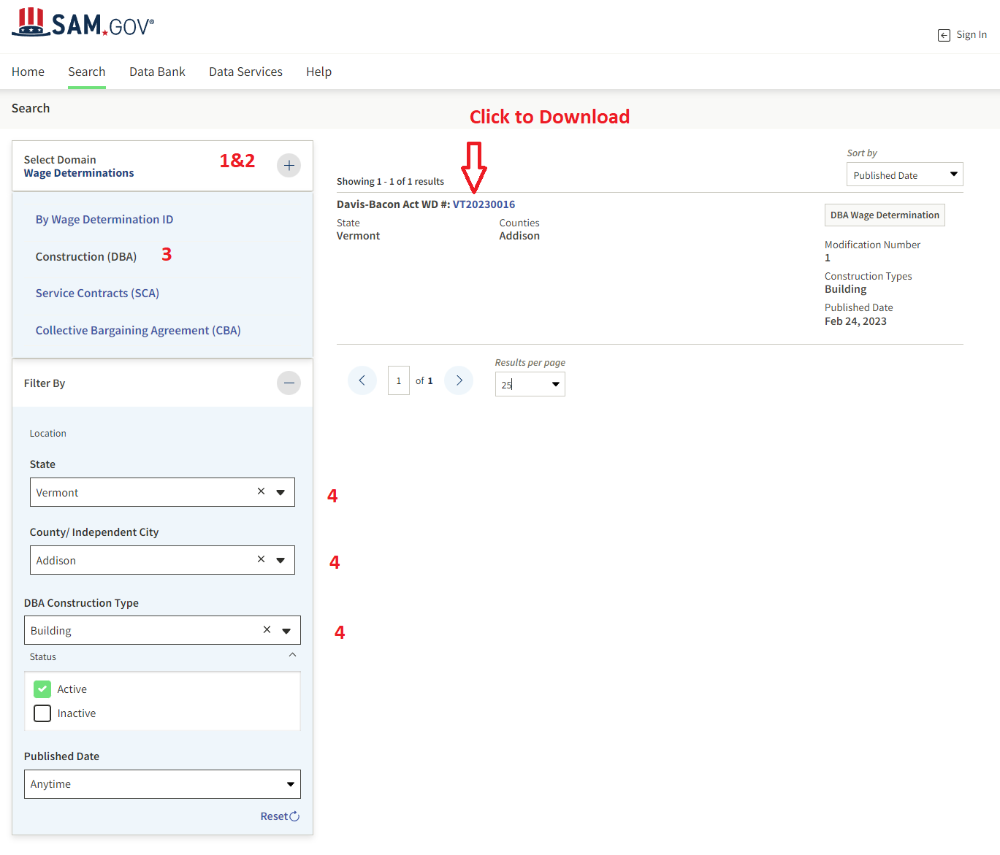 SAM.GOV®
Sign In
Home Search Data Bank Data Services Help
Search
Click to Download
Select Domain
Wage Determinations
1&2
By Wage Determination ID
Construction (DBA)
3
Service Contracts (SCA)
Collective Bargaining Agreement (CBA)
Filter By
Location
State
Vermont
4
County/ Independent City
Addison
4
DBA Construction Type
Building
4
Status
Active
Inactive
Published Date
Anytime
Reset
Sort by
Published Date
Showing 1 - 1 of 1 results
Davis-Bacon Act WD #: VT20230016
State
Vermont
Counties
Addison
DBA Wage Determination
Modification Number
1
Construction Types
Building
Published Date
Feb 24, 2023
1 of 1
Results per page
25